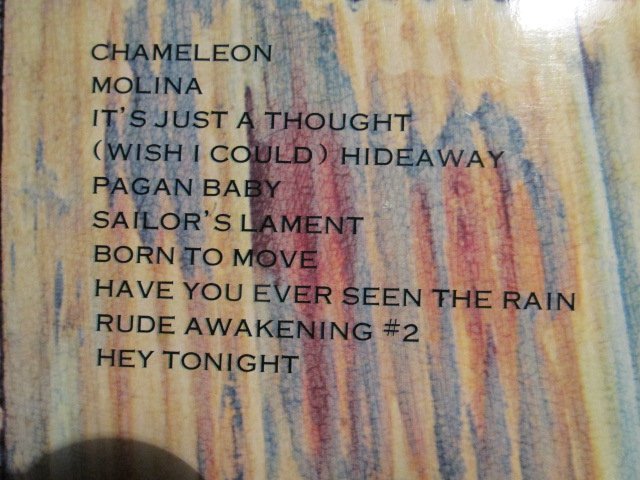 CHAMELEON
MOLINA
IT'S JUST A THOUGHT
(WISH I COULD) HIDEAWAY
PAGAN BABY
SAILOR'S LAMENT
BORN TO MOVE
HAVE YOU EVER SEEN THE RAIN
RUDE AWAKENING #2
HEY TONIGHT